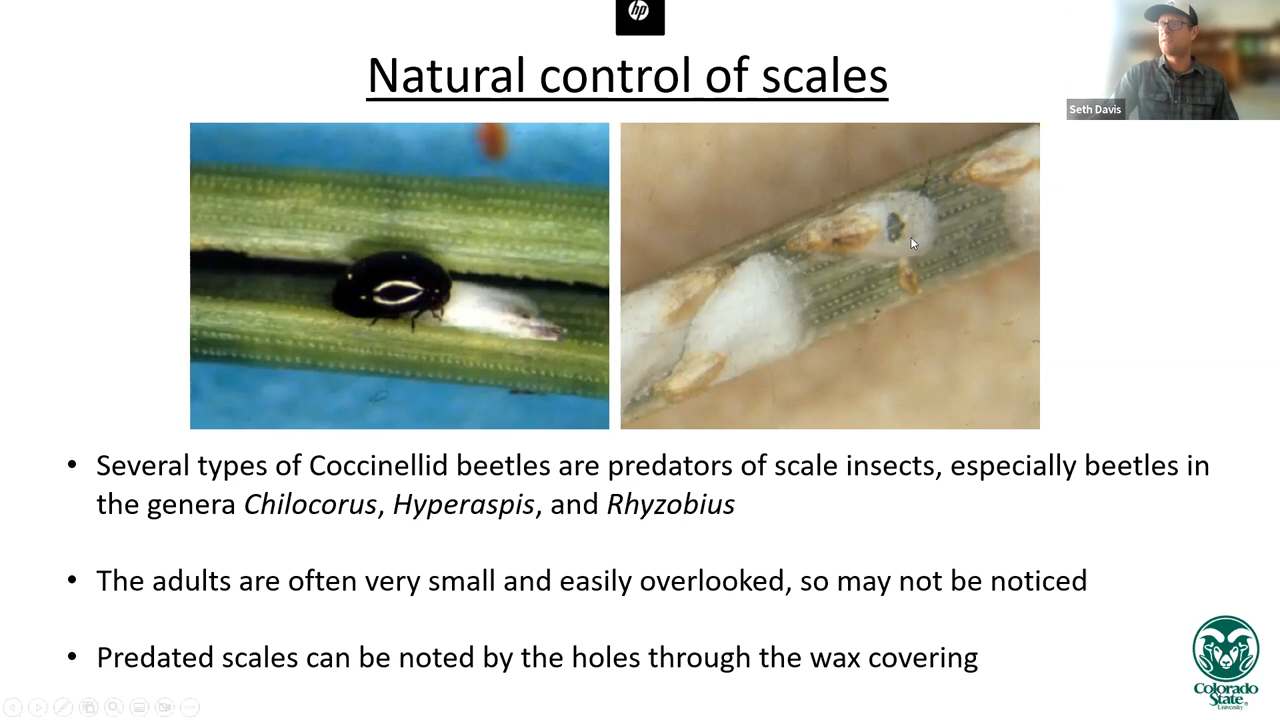 hp
Natural control of scales
Seth Davis
• Several types of Coccinellid beetles are predators of scale insects, especially beetles in
the genera Chilocorus, Hyperaspis, and Rhyzobius
• The adults are often very small and easily overlooked, so may not be noticed
• Predated scales can be noted by the holes through the wax covering
Colorado
State
University